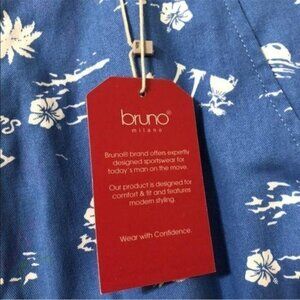 bruno®
milano
Bruno® brand offers expertly
designed sportswear for
today's man on the move.
Our product is designed for
comfort & fit and features
modern styling.
Wear with Confidence.